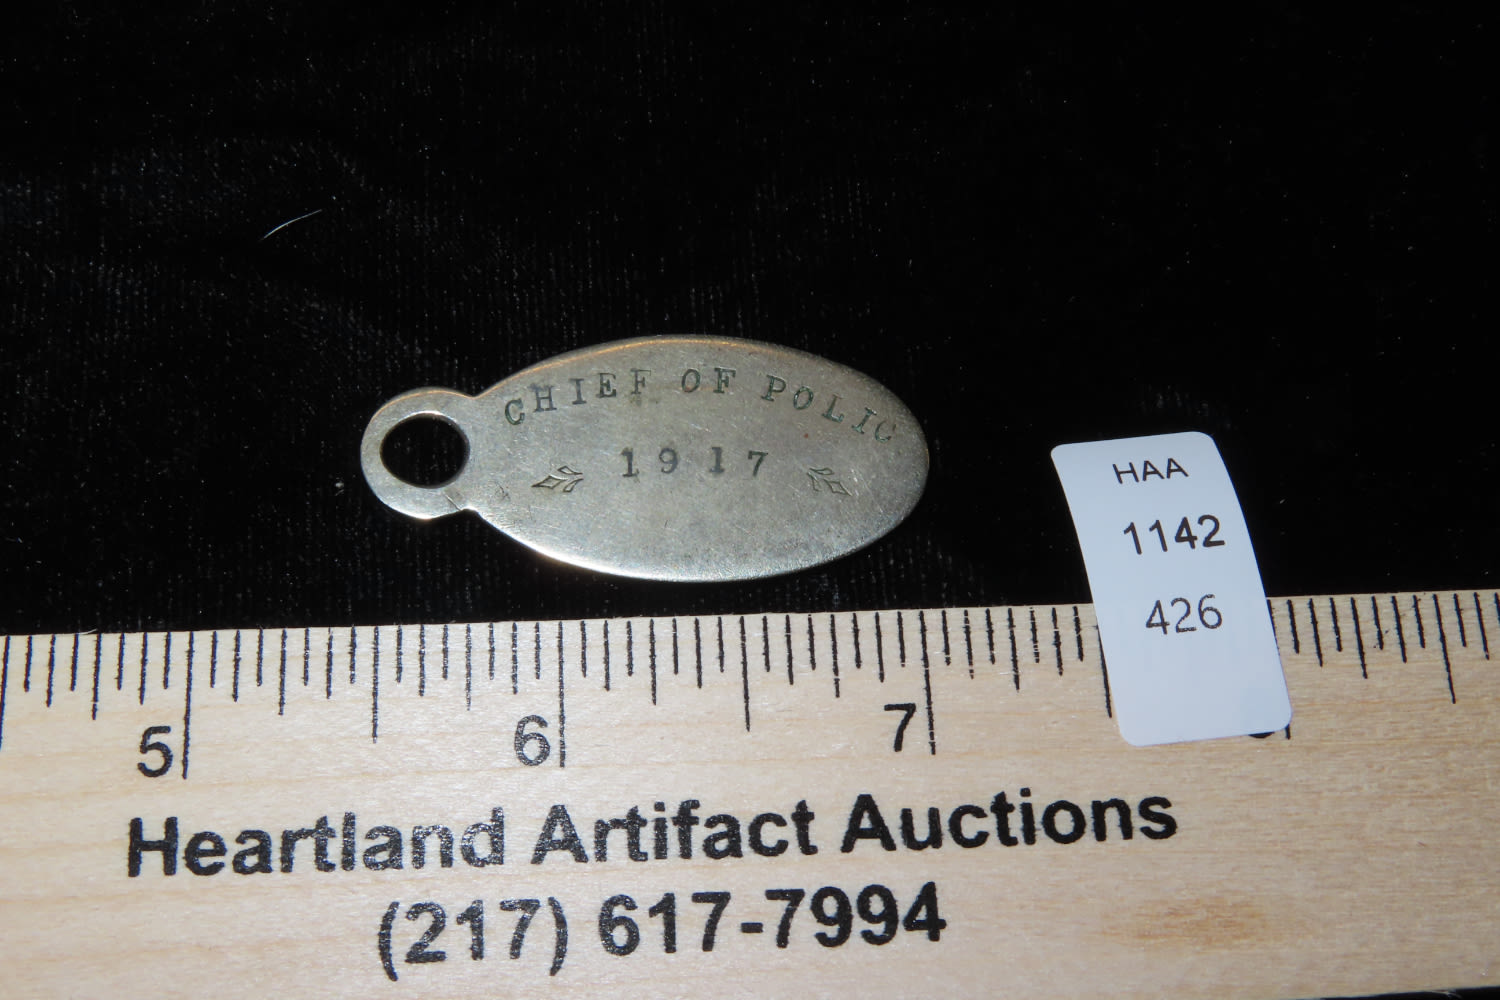 CHIEF OF POLIC
1917
HAA
1142
426
5 6 7
Heartland Artifact Auctions
(217) 617-7994